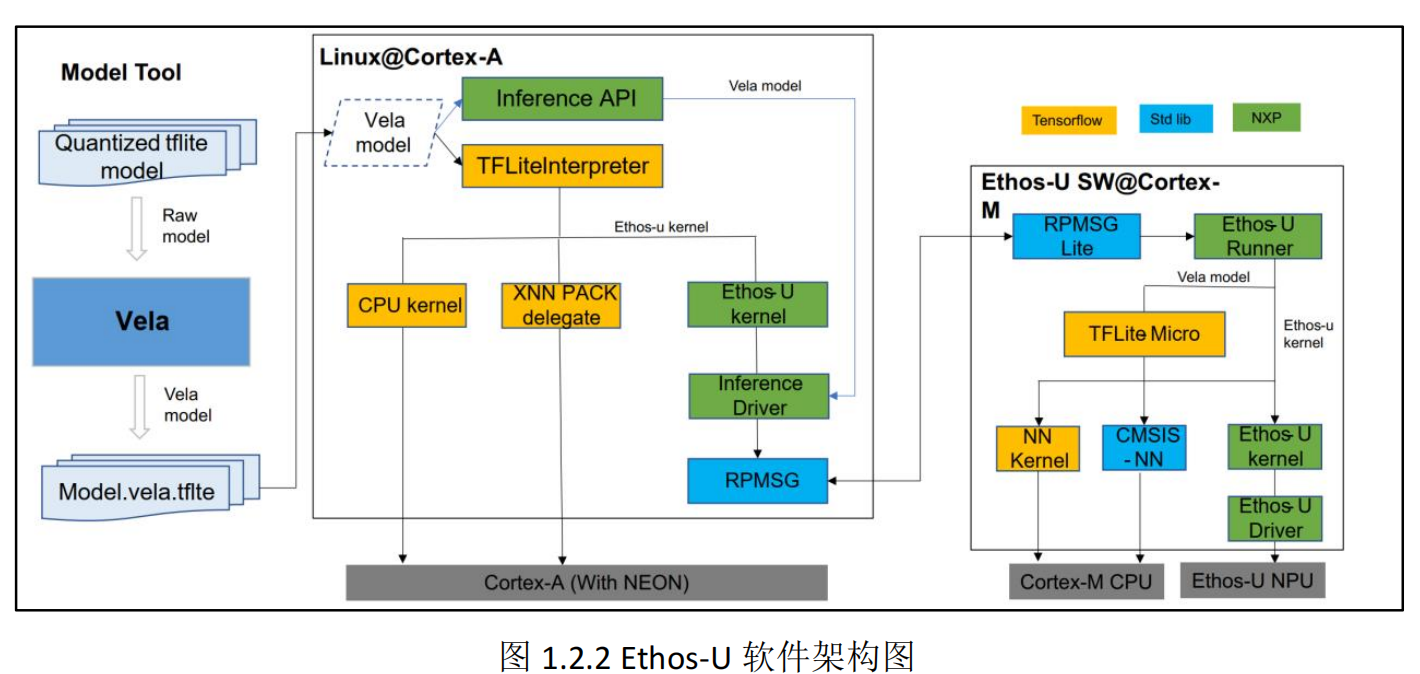 Model Tool
Quantized tflite
model
Raw
model
Vela
Vela
model
Model.vela.tflte
Linux@Cortex-A
Vela
model
Inference API
Vela model
TFLiteInterpreter
Ethos-u kernel
CPU kernel
XNN PACK
delegate
Ethos-U
kernel
Inference
Driver
RPMSG
Cortex-A (With NEON)
Tensorflow
Std lib
NXP
Ethos-U SW@Cortex-
M
RPMSG
Lite
Ethos-U
Runner
Vela model
TFLite-Micro
Ethos-u
kernel
NN
Kernel
CMSIS
-NN
Ethos-U
kernel
Ethos-U
Driver
Cortex-M CPU
Ethos-U NPU
图 1.2.2 Ethos-U 软件架构图